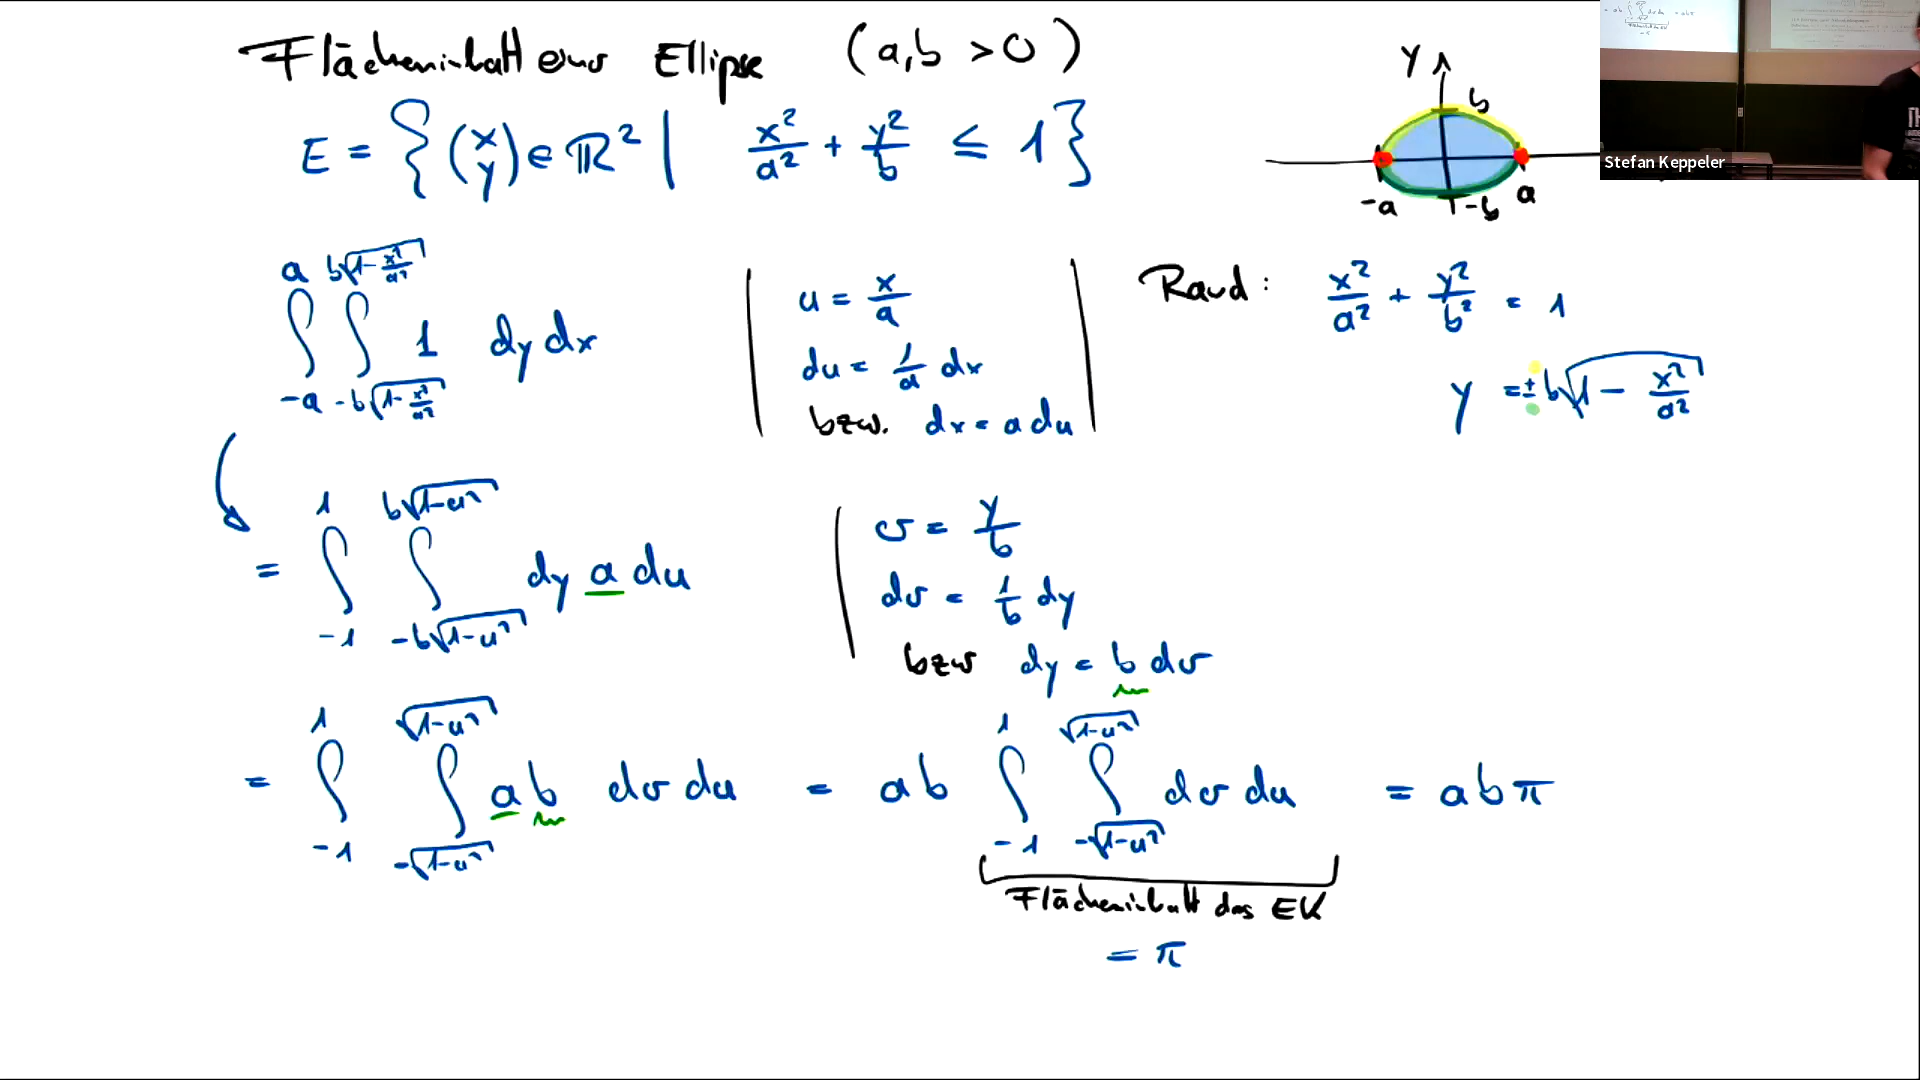 Flächeninhalt einer Ellipse (a,b > 0)
E = { (x y) ∈ ℝ² | x²/a² + y²/b ≤ 1 }
y
b
-a
-b
a
Stefan Keppeler
∫_{-a}^{a} ∫_{-b√(1-x²/a²)}^{b√(1-x²/a²)} 1 dy dx
u = x/a
du = 1/a dx
bzw. dx = a du
Rand: x²/a² + y²/b² = 1
y = ± b√(1 - x²/a²)
= ∫_{-1}^{1} ∫_{-b√(1-u²)}^{b√(1-u²)} dy a du
v = y/b
dv = 1/b dy
bzw dy = b dv
= ∫_{-1}^{1} ∫_{-√(1-u²)}^{√(1-u²)} ab dv du = ab ∫_{-1}^{1} ∫_{-√(1-u²)}^{√(1-u²)} dv du = abπ
Flächeninhalt des EK
= π